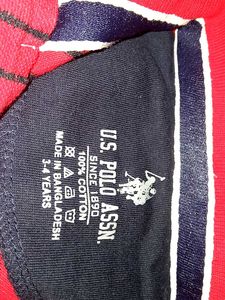 U.S. POLO ASSN.
SINCE 1890
100% COTTON
MADE IN BANGLADESH
3-4 YEARS